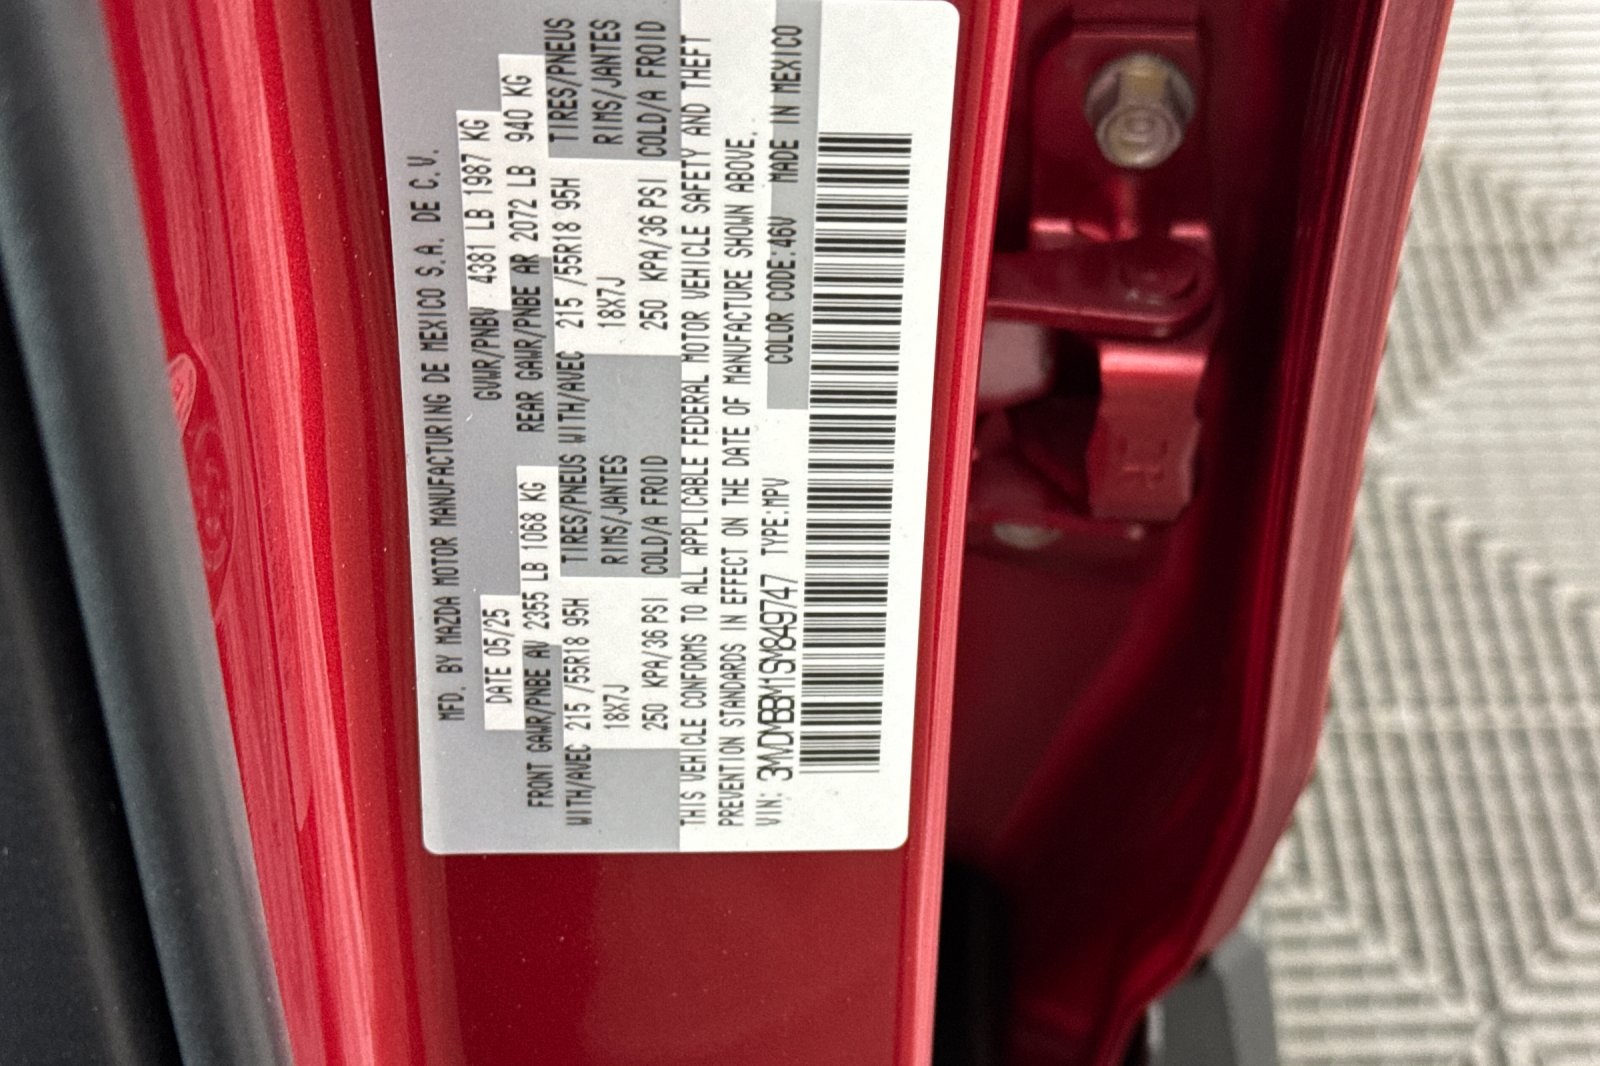 MFD. BY MAZDA MOTOR MANUFACTURING DE MEXICO S.A. DE C.V.
DATE 05/25 GVWR/PNBV 4381 LB 1987 KG
FRONT GAWR/PNBE AV 2355 LB 1068 KG REAR GAWR/PNBE AR 2072 LB 940 KG
WITH/AVEC 215 /55R18 95H TIRES/PNEUS WITH/AVEC 215 /55R18 95H TIRES/PNEUS
18X7J RIMS/JANTES 18X7J RIMS/JANTES
250 KPA/36 PSI COLD/A FROID 250 KPA/36 PSI COLD/A FROID
THIS VEHICLE CONFORMS TO ALL APPLICABLE FEDERAL MOTOR VEHICLE SAFETY AND THEFT
PREVENTION STANDARDS IN EFFECT ON THE DATE OF MANUFACTURE SHOWN ABOVE.
VIN: 3MVDMBBM1SM849747 TYPE:MPV COLOR CODE:46V MADE IN MEXICO